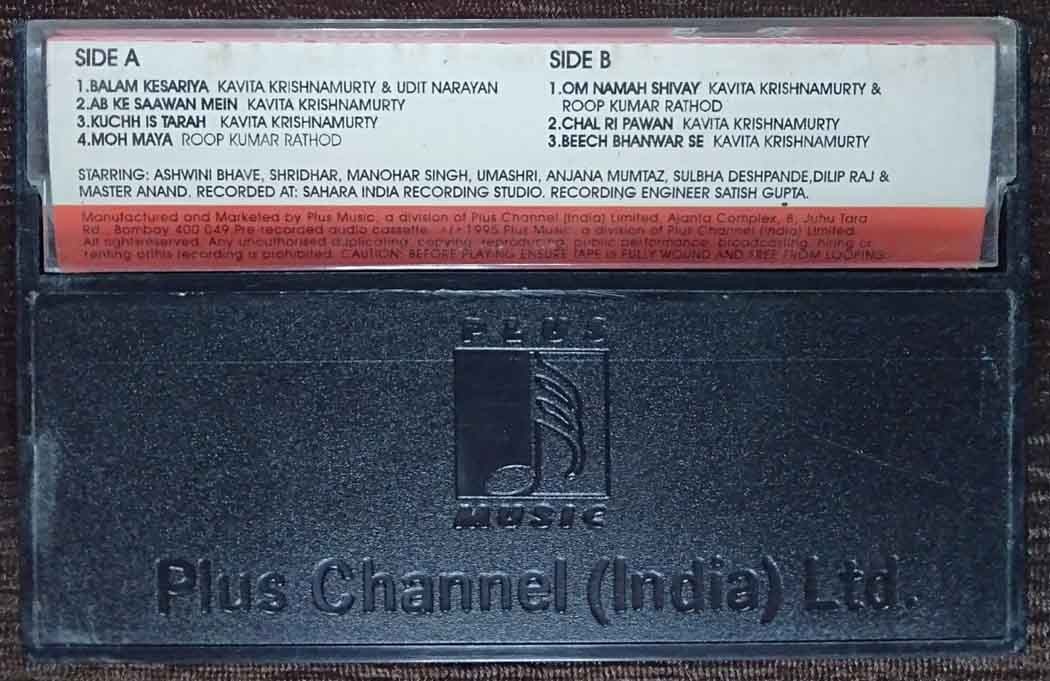 SIDE A
1.BALAM KESARIYA KAVITA KRISHNAMURTY & UDIT NARAYAN
2.AB KE SAAWAN MEIN KAVITA KRISHNAMURTY
3.KUCHH IS TARAH KAVITA KRISHNAMURTY
4.MOH MAYA ROOP KUMAR RATHOD
SIDE B
1.OM NAMAH SHIVAY KAVITA KRISHNAMURTY &
ROOP KUMAR RATHOD
2.CHAL RI PAWAN KAVITA KRISHNAMURTY
3.BEECH BHANWAR SE KAVITA KRISHNAMURTY
STARRING: ASHWINI BHAVE, SHRIDHAR, MANOHAR SINGH, UMASHRI, ANJANA MUMTAZ, SULBHA DESHPANDE,DILIP RAJ &
MASTER ANAND. RECORDED AT: SAHARA INDIA RECORDING STUDIO. RECORDING ENGINEER SATISH GUPTA.
Manufactured and Marketed by Plus Music, a division of Plus Channel (India) Limited, Ajanta Complex, 8, Juhu Tara
Rd., Bombay 400 049.Pre recorded audio cassette. 1995 Plus Music, a division of Plus Channel (India) Limited.
All rightsreserved. Any unauthorised duplicating, copying, reproducing, public performance, broadcasting, hiring or
renting ofthis recording is prohibited. CAUTION: BEFORE PLAYING ENSURE TAPE IS FULLY WOUND AND FREE FROM LOOPING.
PLUS
MUSIC
Plus Channel (India) Ltd.